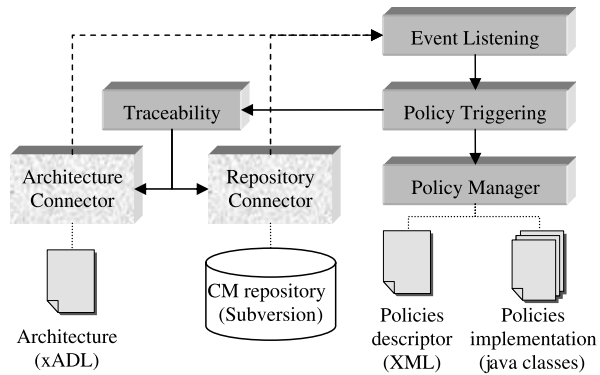 Event Listening
Traceability
Policy Triggering
Architecture
Connector
Repository
Connector
Policy Manager
CM repository
(Subversion)
Architecture
(xADL)
Policies
descriptor
(XML)
Policies
implementation
(java classes)